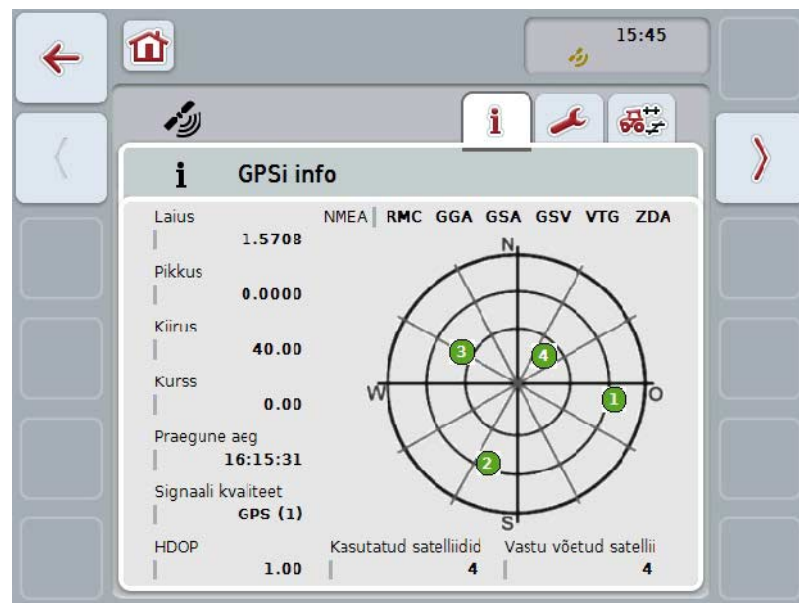 15:45
i
i GPSi info
Laius
1.5708
NMEA RMC GGA GSA GSV VTG ZDA
Pikkus
0.0000
Kiirus
40.00
Kurss
0.00
Praegune aeg
16:15:31
Signaali kvaliteet
GPS (1)
HDOP
1.00
N
3
4
W
1
O
2
S
Kasutatud satelliidid
4
Vastu võetud satellii
4